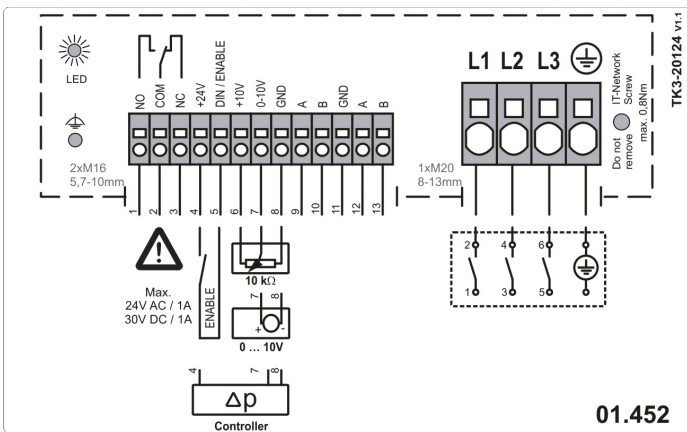 LED
2xM16
5,7-10mm
NO
COM
NC
+24V
DIN / ENABLE
+10V
0-10V
GND
A
B
GND
A
B
1
2
3
4
5
6
7
8
9
10
11
12
13
Max.
24V AC / 1A
30V DC / 1A
ENABLE
10 kΩ
7 8
+ -
0 ... 10V
4 7 8
Δp
Controller
L1 L2 L3
1xM20
8-13mm
Do not
remove
IT-Network
Screw
max. 0,8Nm
TK3-20124 V1.1
2 4 6
1 3 5
01.452